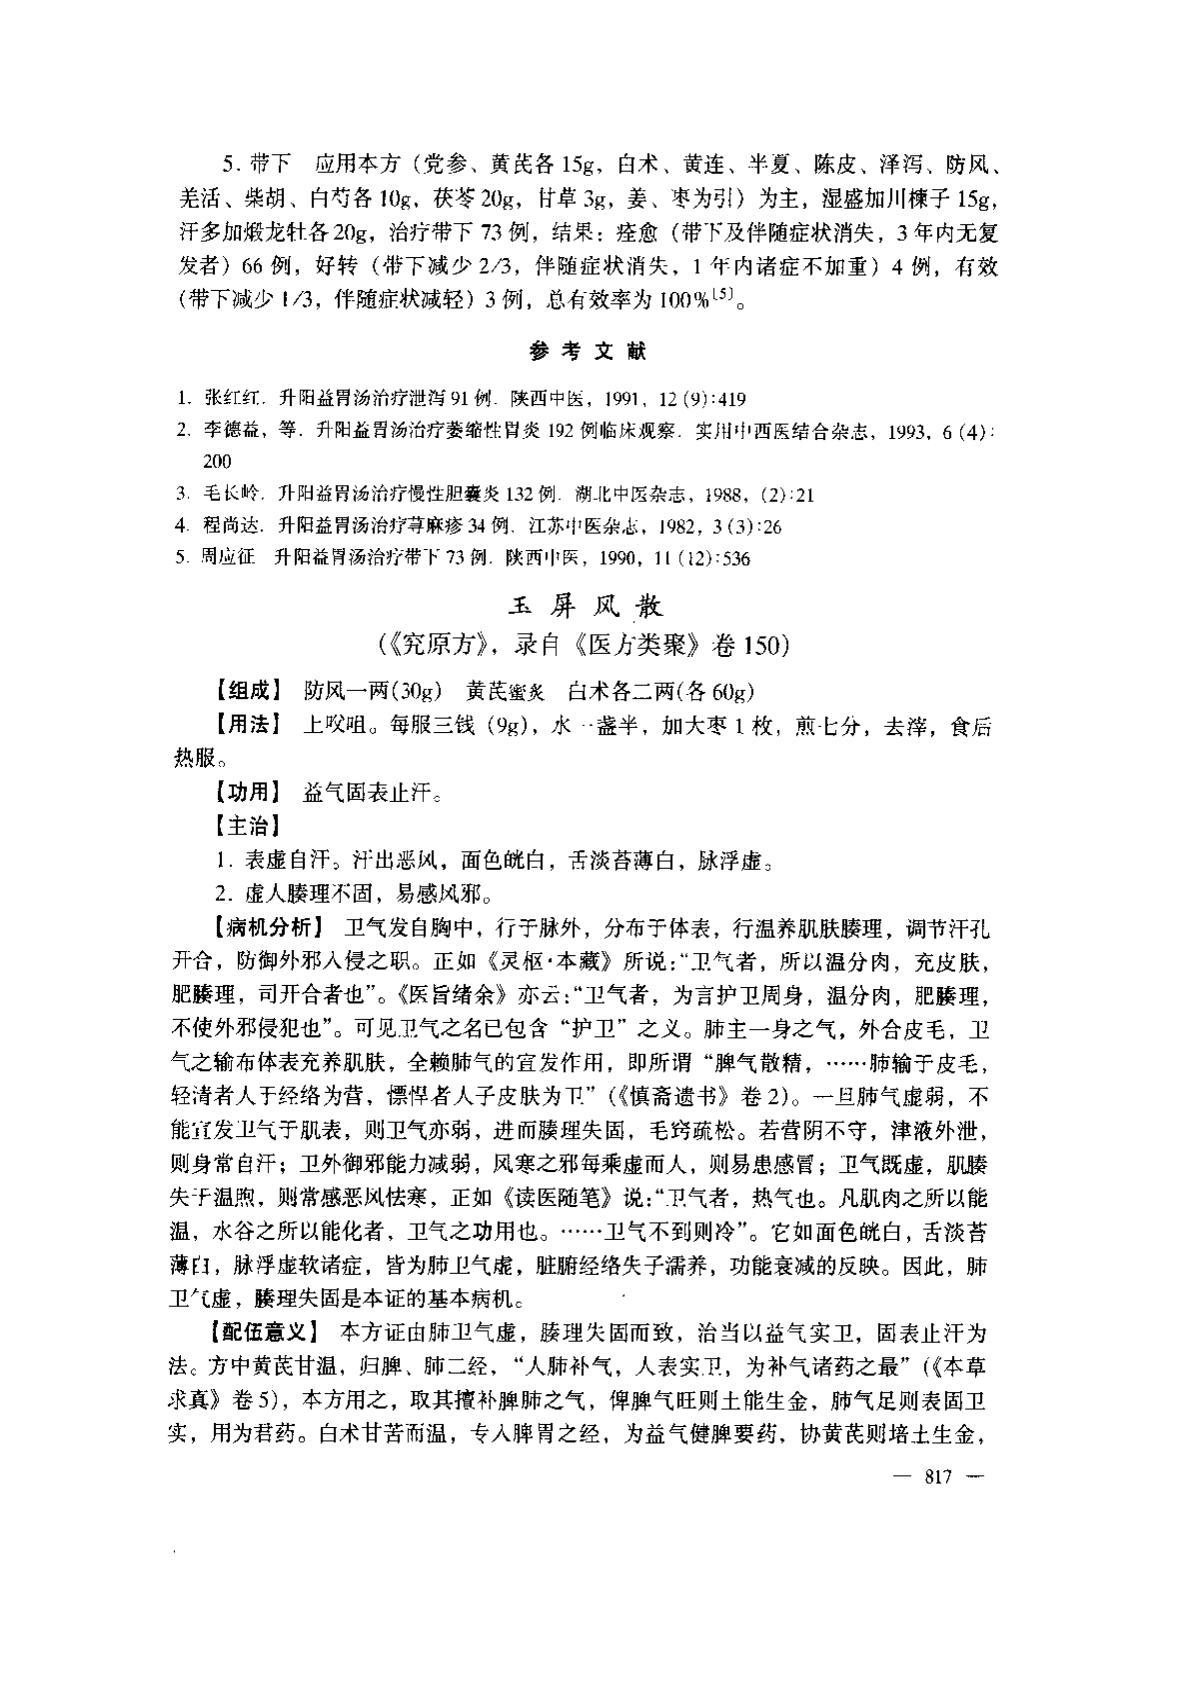 5. 带下　应用本方（党参、黄芪各 15g，白术、黄连、半夏、陈皮、泽泻、防风、
羌活、柴胡、白芍各 10g，茯苓 20g，甘草 3g，姜、枣为引）为主，湿盛加川楝子 15g，
汗多加煅龙牡各 20g，治疗带下 73 例，结果：痊愈（带下及伴随症状消失，3 年内无复
发者）66 例，好转（带下减少 2/3，伴随症状消失，1 年内诸症不加重）4 例，有效
（带下减少 1/3，伴随症状减轻）3 例，总有效率为 100%[5]。
参 考 文 献
1. 张红红. 升阳益胃汤治疗泄泻 91 例. 陕西中医，1991，12 (9):419
2. 李德益，等. 升阳益胃汤治疗萎缩性胃炎 192 例临床观察. 实用中西医结合杂志，1993，6 (4):
200
3. 毛长岭. 升阳益胃汤治疗慢性胆囊炎 132 例. 湖北中医杂志，1988，(2):21
4. 程尚达. 升阳益胃汤治疗荨麻疹 34 例. 江苏中医杂志，1982，3 (3):26
5. 周应征　升阳益胃汤治疗带下 73 例. 陕西中医，1990，11 (12):536
玉 屏 风 散
（《究原方》，录自《医方类聚》卷 150）
【组成】　防风一两(30g)　黄芪蜜炙　白术各二两(各 60g)
【用法】　上㕮咀。每服三钱（9g），水一盏半，加大枣 1 枚，煎七分，去滓，食后
热服。
【功用】　益气固表止汗。
【主治】
1. 表虚自汗。汗出恶风，面色㿠白，舌淡苔薄白，脉浮虚。
2. 虚人腠理不固，易感风邪。
【病机分析】　卫气发自胸中，行于脉外，分布于体表，行温养肌肤腠理，调节汗孔
开合，防御外邪入侵之职。正如《灵枢·本藏》所说：“卫气者，所以温分肉，充皮肤，
肥腠理，司开合者也”。《医旨绪余》亦云：“卫气者，为言护卫周身，温分肉，肥腠理，
不使外邪侵犯也”。可见卫气之名已包含“护卫”之义。肺主一身之气，外合皮毛，卫
气之输布体表充养肌肤，全赖肺气的宣发作用，即所谓“脾气散精，……肺输于皮毛，
轻清者人于经络为营，慓悍者人于皮肤为卫”（《慎斋遗书》卷 2）。一旦肺气虚弱，不
能宣发卫气于肌表，则卫气亦弱，进而腠理失固，毛窍疏松。若营阴不守，津液外泄，
则身常自汗；卫外御邪能力减弱，风寒之邪每乘虚而人，则易患感冒；卫气既虚，肌腠
失于温煦，则常感恶风怯寒，正如《读医随笔》说：“卫气者，热气也。凡肌肉之所以能
温，水谷之所以能化者，卫气之功用也。……卫气不到则冷”。它如面色㿠白，舌淡苔
薄白，脉浮虚软诸症，皆为肺卫气虚，脏腑经络失于濡养，功能衰减的反映。因此，肺
卫气虚，腠理失固是本证的基本病机。
【配伍意义】　本方证由肺卫气虚，腠理失固而致，治当以益气实卫，固表止汗为
法。方中黄芪甘温，归脾、肺二经，“人肺补气，人表实卫，为补气诸药之最”（《本草
求真》卷 5），本方用之，取其擅补脾肺之气，俾脾气旺则土能生金，肺气足则表固卫
实，用为君药。白术甘苦而温，专入脾胃之经，为益气健脾要药，协黄芪则培土生金，
— 817 —